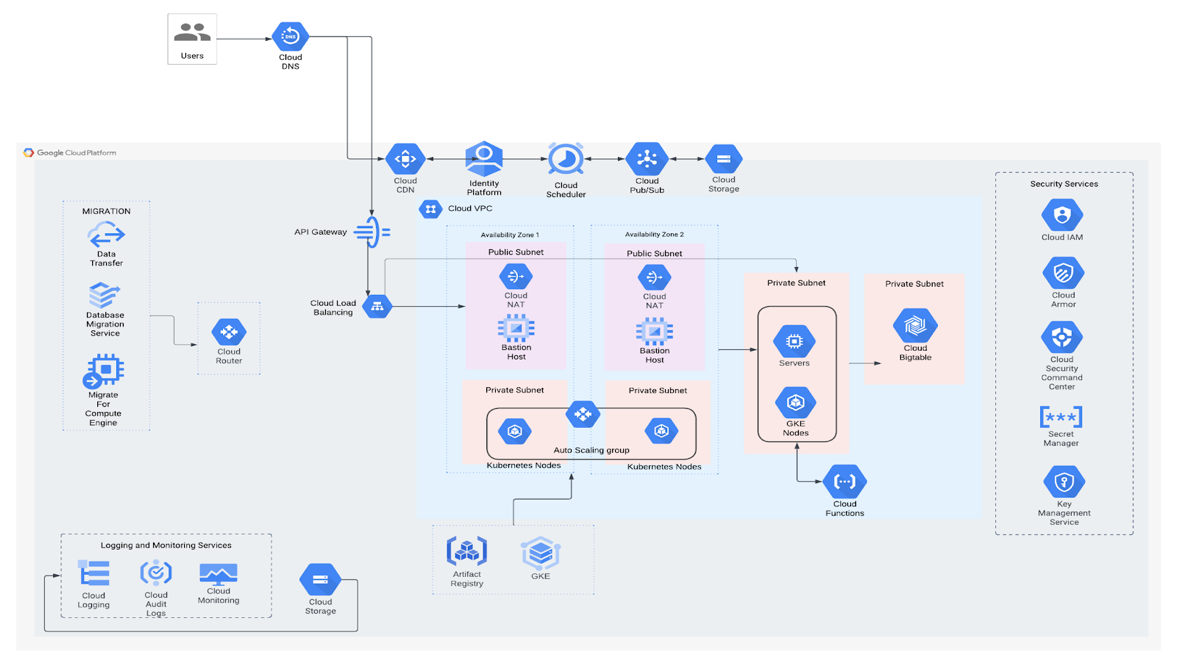 Users
Cloud
DNS
DNS
Google Cloud Platform
Cloud
CDN
Identity
Platform
Cloud
Scheduler
Cloud
Pub/Sub
Cloud
Storage
Security Services
Cloud IAM
Cloud
Armor
Cloud
Security
Command
Center
Secret
Manager
Key
Management
Service
MIGRATION
Data
Transfer
Database
Migration
Service
Migrate
For
Compute
Engine
Cloud
Router
API Gateway
Cloud Load
Balancing
Cloud VPC
Availability Zone 1
Public Subnet
Cloud
NAT
Bastion
Host
Private Subnet
Availability Zone 2
Public Subnet
Cloud
NAT
Bastion
Host
Private Subnet
Auto Scaling group
Kubernetes Nodes
Kubernetes Nodes
Private Subnet
Servers
GKE
Nodes
Private Subnet
Cloud
Bigtable
Cloud
Functions
Artifact
Registry
GKE
Logging and Monitoring Services
Cloud
Logging
Cloud
Audit
Logs
Cloud
Monitoring
Cloud
Storage